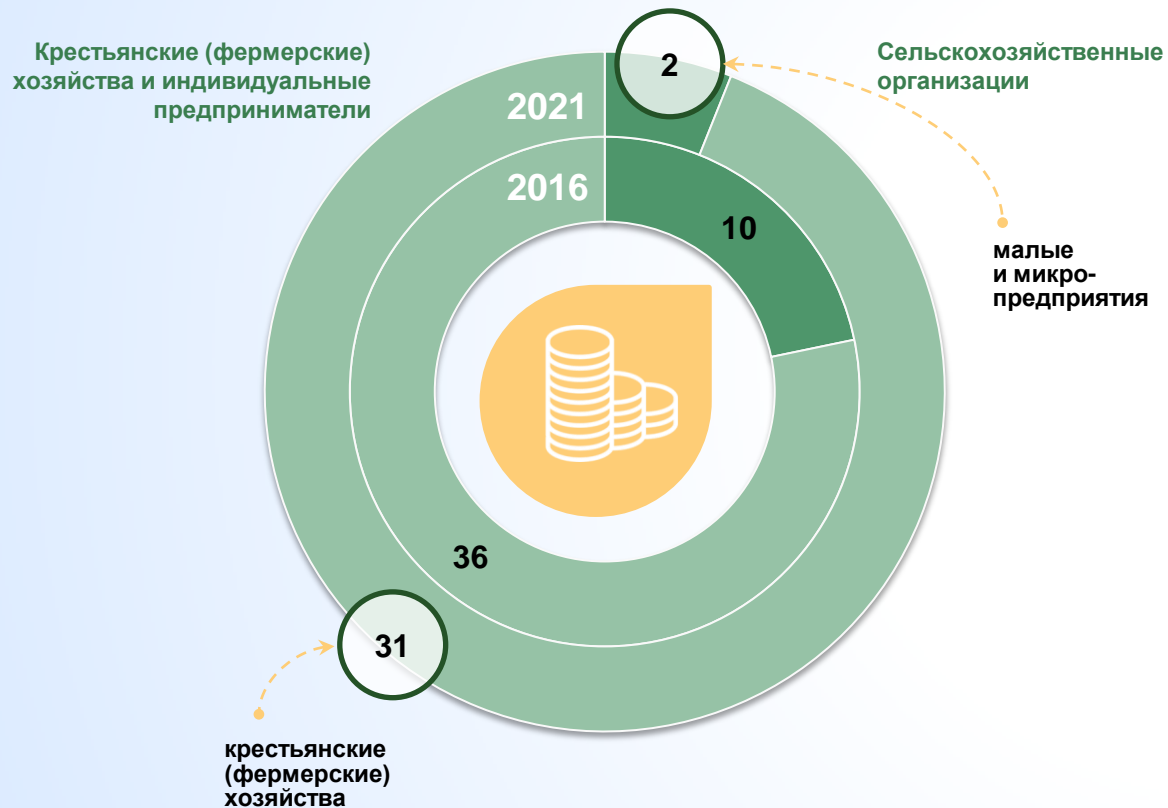 Крестьянские (фермерские)
хозяйства и индивидуальные
предприниматели
Сельскохозяйственные
организации
2
2021
2016
10
малые
и микро-
предприятия
36
31
крестьянские
(фермерские)
хозяйства